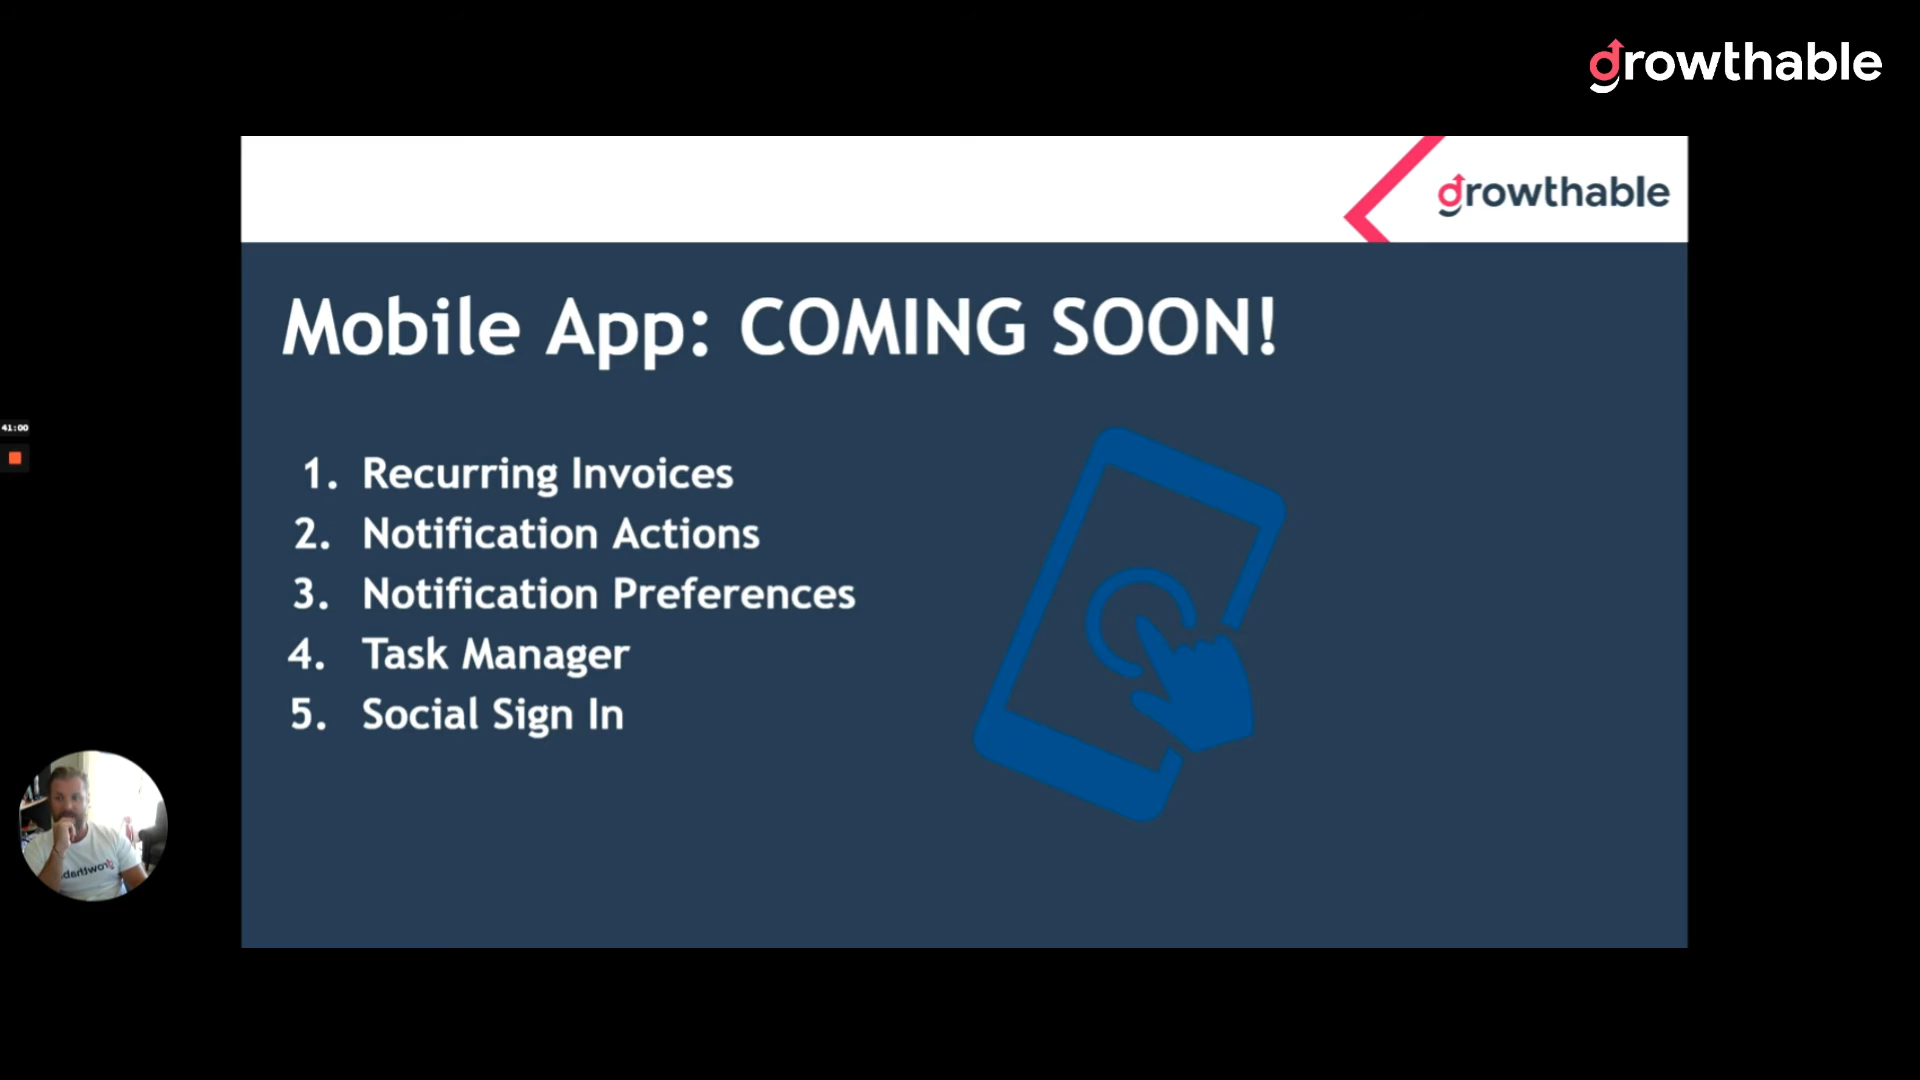 growthable
growthable
Mobile App: COMING SOON!
41:00
1. Recurring Invoices
2. Notification Actions
3. Notification Preferences
4. Task Manager
5. Social Sign In